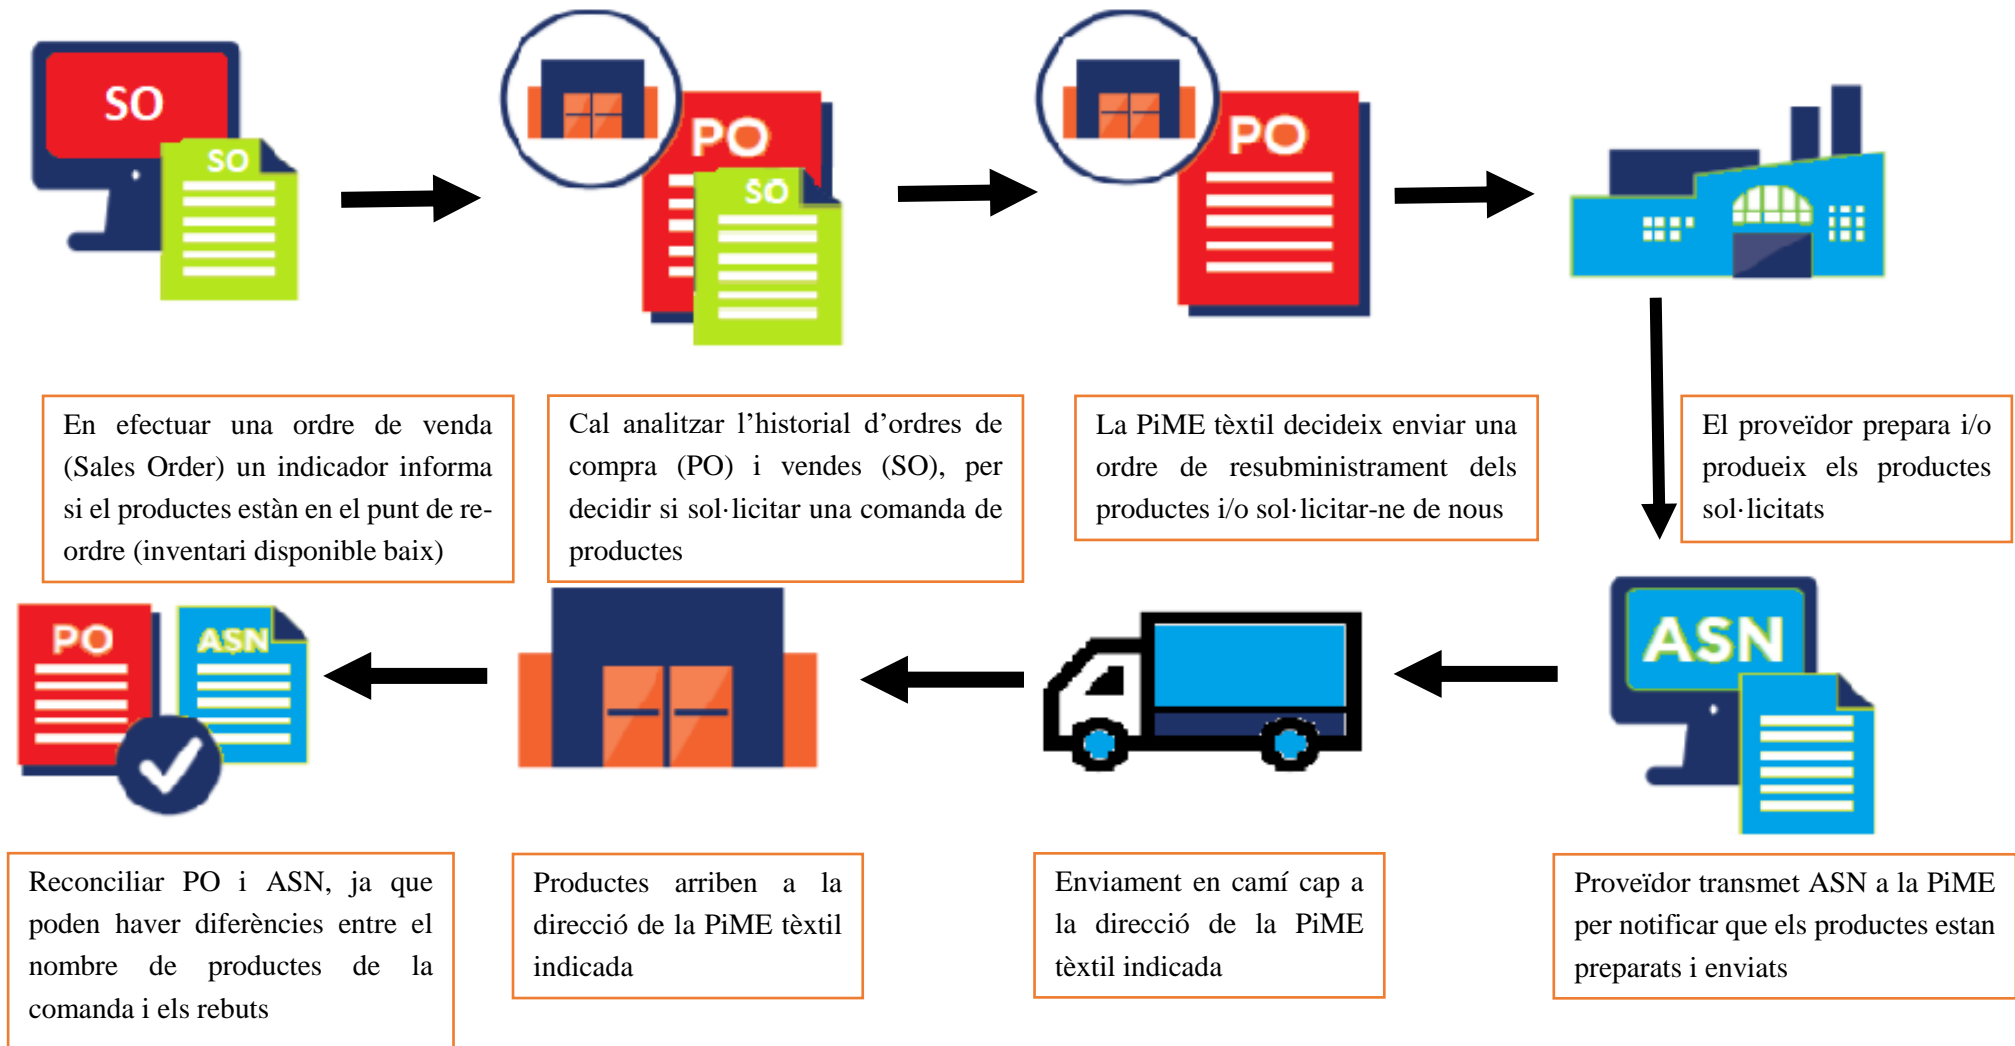 SO
SO
PO
SO
PO
En efectuar una ordre de venda
(Sales Order) un indicador informa
si el productes estàn en el punt de re-
ordre (inventari disponible baix)
Cal analitzar l’historial d’ordres de
compra (PO) i vendes (SO), per
decidir si sol·licitar una comanda de
productes
La PiME tèxtil decideix enviar una
ordre de resubministrament dels
productes i/o sol·licitar-ne de nous
El proveïdor prepara i/o
produeix els productes
sol·licitats
PO
ASN
ASN
Reconciliar PO i ASN, ja que
poden haver diferències entre el
nombre de productes de la
comanda i els rebuts
Productes arriben a la
direcció de la PiME tèxtil
indicada
Enviament en camí cap a
la direcció de la PiME
tèxtil indicada
Proveïdor transmet ASN a la PiME
per notificar que els productes estan
preparats i enviats